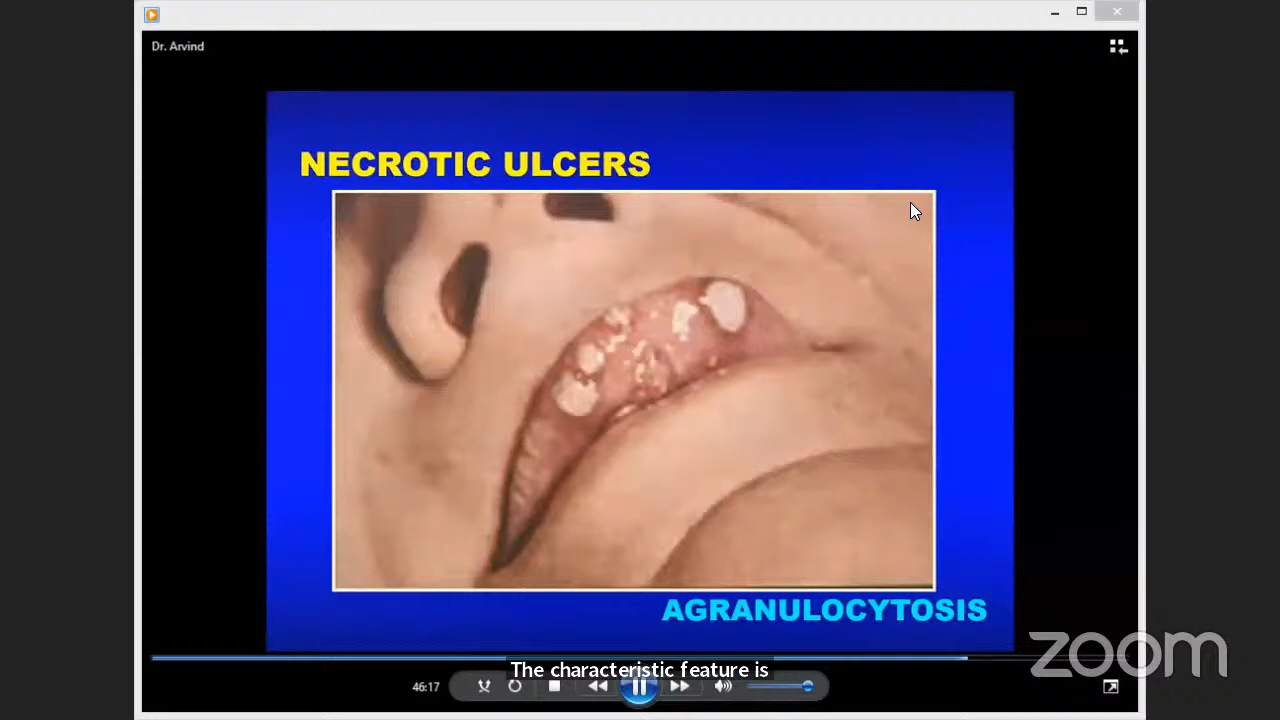 Dr. Arvind
NECROTIC ULCERS
AGRANULOCYTOSIS
zoom
The characteristic feature is
46:17